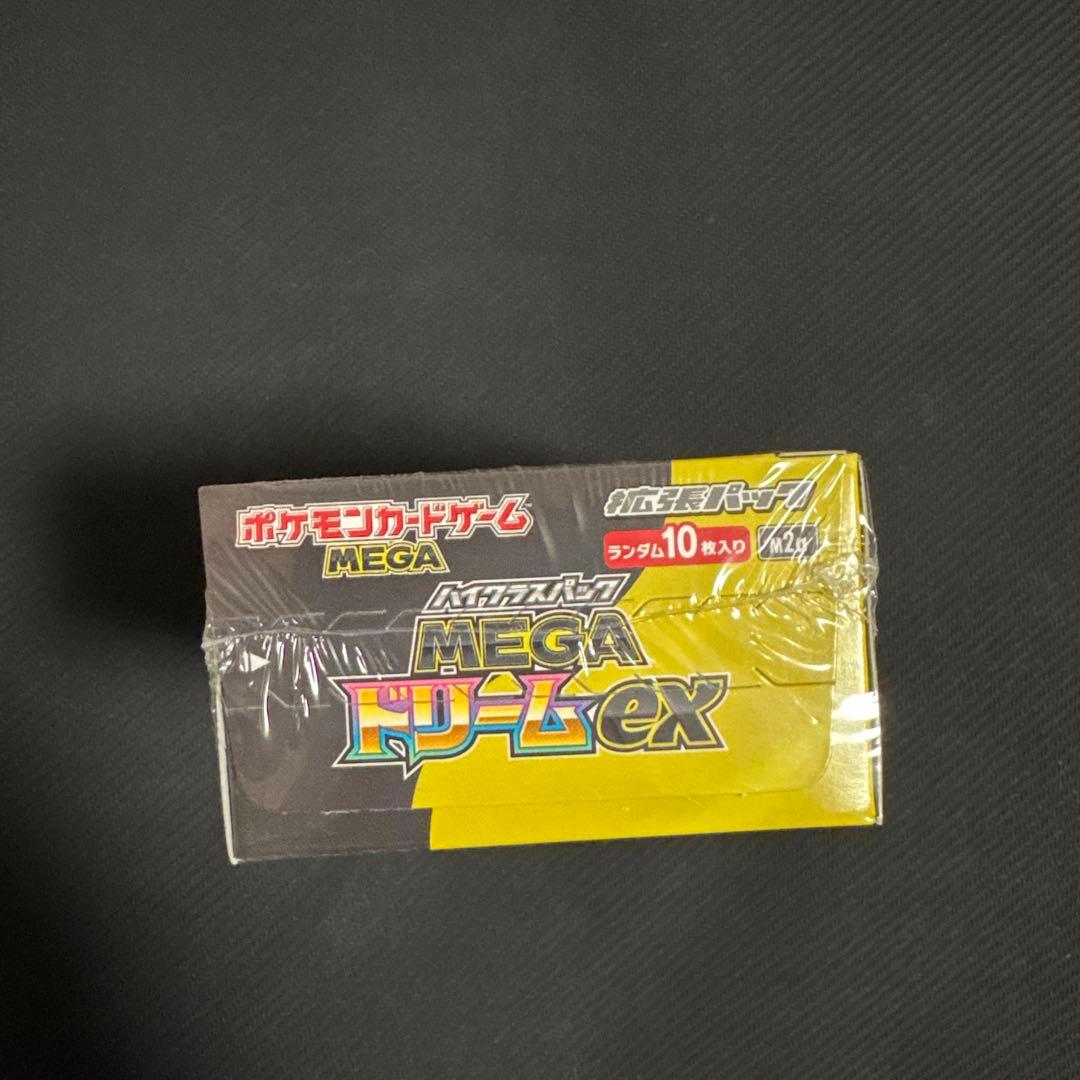 ポケモンカードゲーム
MEGA
拡張パック
ランダム10枚入り M2a
ハイクラスパック
MEGA
ドリームex